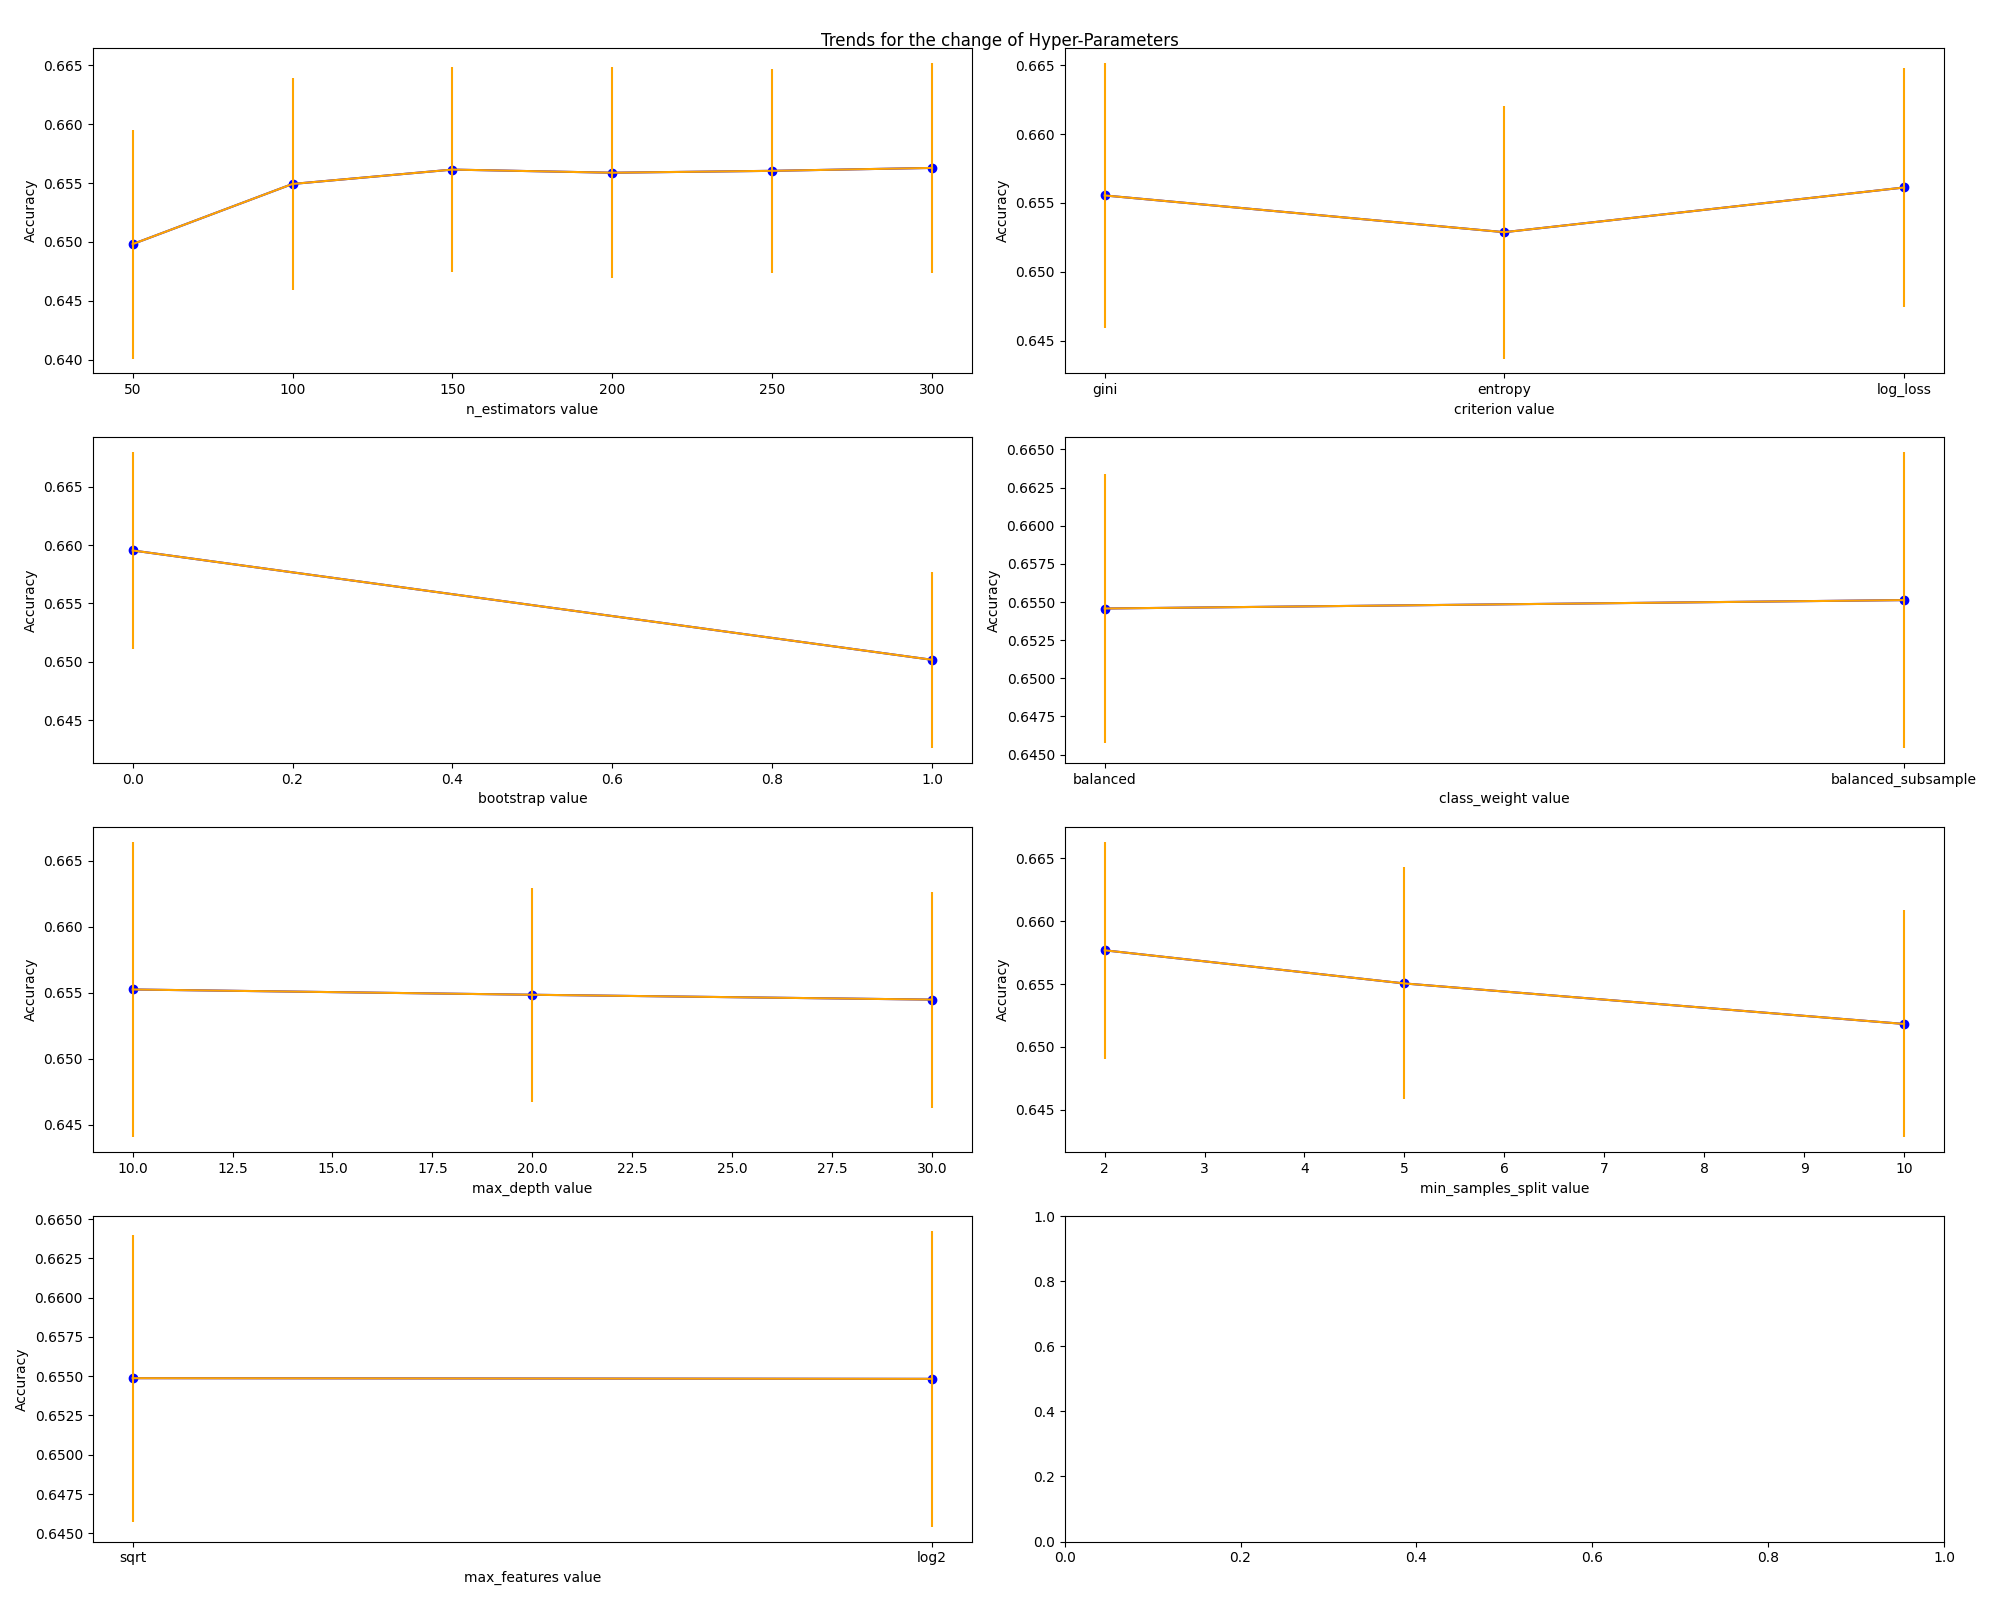 Trends for the change of Hyper-Parameters
0.665
0.660
0.655
0.650
0.645
0.640
Accuracy
50 100 150 200 250 300
n_estimators value
0.665
0.660
0.655
0.650
0.645
Accuracy
gini entropy log_loss
criterion value
0.665
0.660
0.655
0.650
0.645
Accuracy
0.0 0.2 0.4 0.6 0.8 1.0
bootstrap value
0.6650
0.6625
0.6600
0.6575
0.6550
0.6525
0.6500
0.6475
0.6450
Accuracy
balanced balanced_subsample
class_weight value
0.665
0.660
0.655
0.650
0.645
Accuracy
10.0 12.5 15.0 17.5 20.0 22.5 25.0 27.5 30.0
max_depth value
0.665
0.660
0.655
0.650
0.645
Accuracy
2 3 4 5 6 7 8 9 10
min_samples_split value
0.6650
0.6625
0.6600
0.6575
0.6550
0.6525
0.6500
0.6475
0.6450
Accuracy
sqrt log2
max_features value
1.0
0.8
0.6
0.4
0.2
0.0
0.0 0.2 0.4 0.6 0.8 1.0